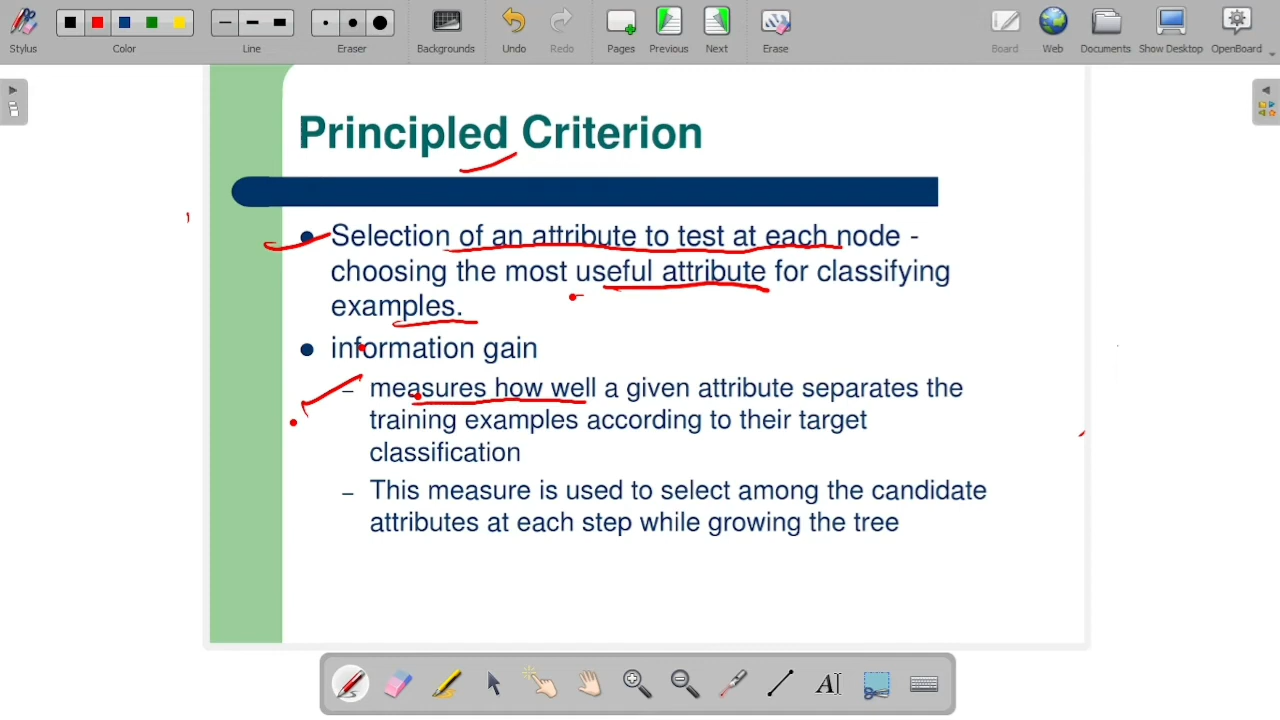 Stylus
Color
Line
Eraser
Backgrounds
Undo
Redo
Pages
Previous
Next
Erase
Board
Web
Documents
Show Desktop
OpenBoard
Principled Criterion
Selection of an attribute to test at each node -
choosing the most useful attribute for classifying
examples.
information gain
– measures how well a given attribute separates the
training examples according to their target
classification
– This measure is used to select among the candidate
attributes at each step while growing the tree